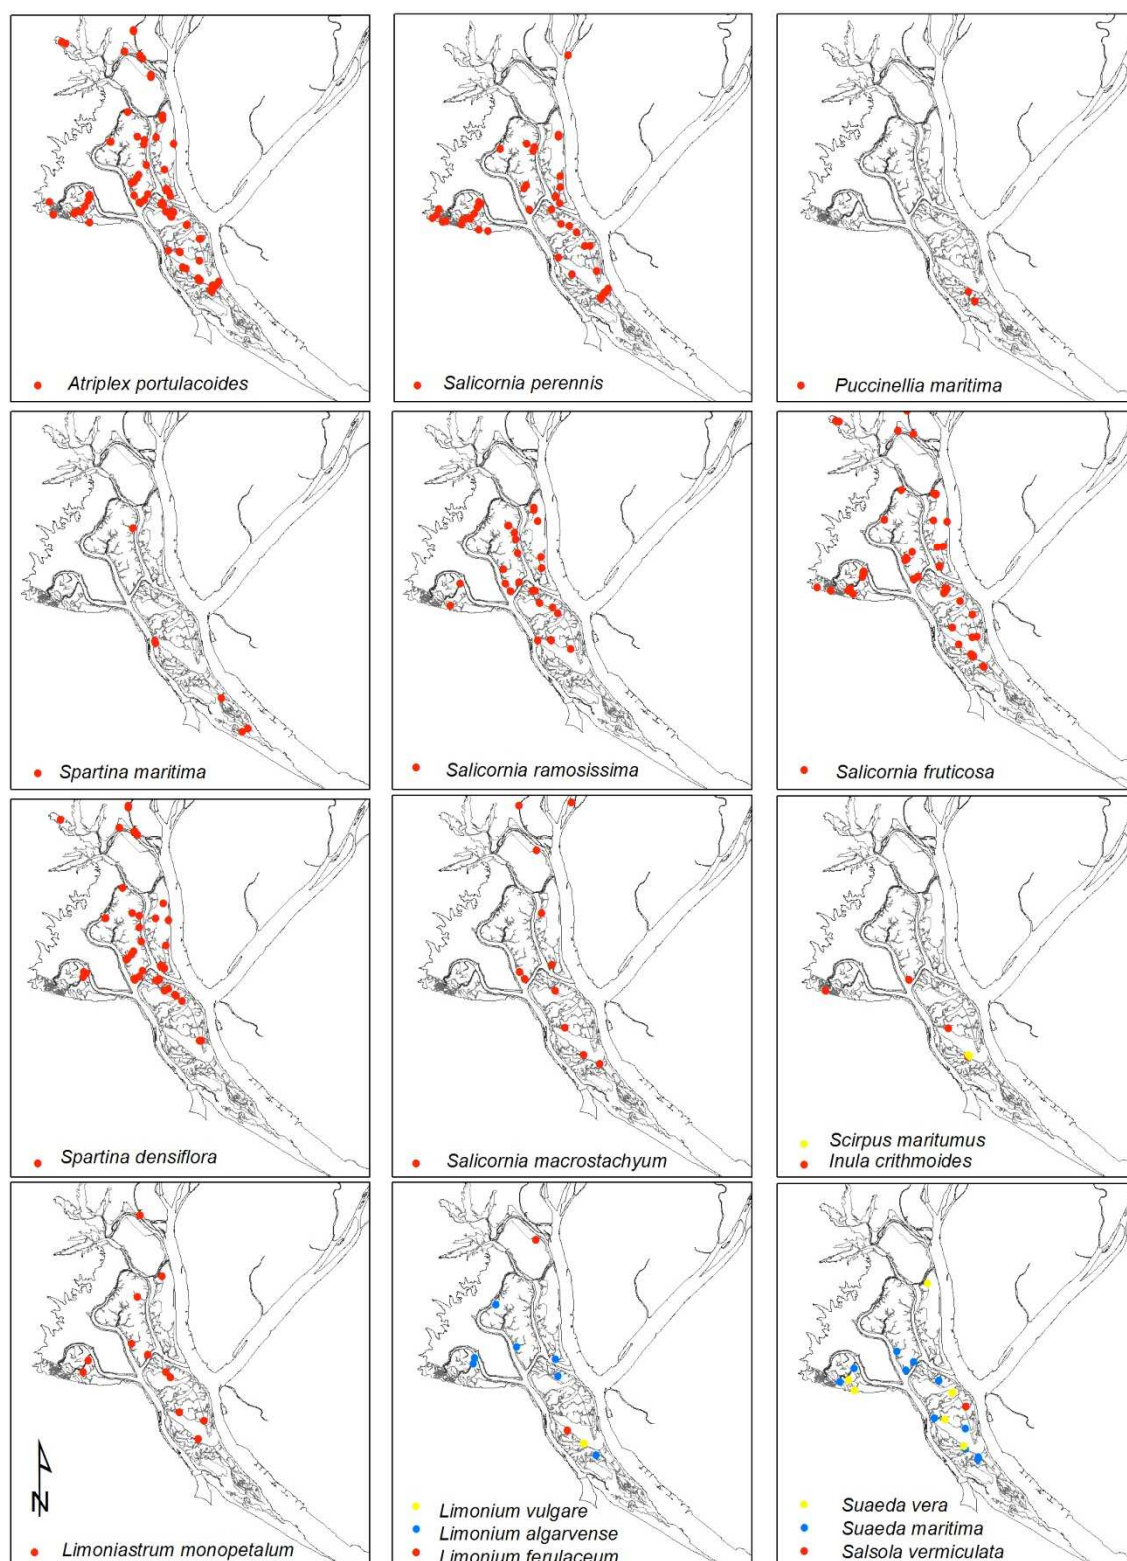 Atriplex portulacoides
Salicornia perennis
Puccinellia maritima
Spartina maritima
Salicornia ramosissima
Salicornia fruticosa
Spartina densiflora
Salicornia macrostachyum
Scirpus maritumus
Inula crithmoides
N
Limoniastrum monopetalum
Limonium vulgare
Limonium algarvense
Limonium ferulaceum
Suaeda vera
Suaeda maritima
Salsola vermiculata